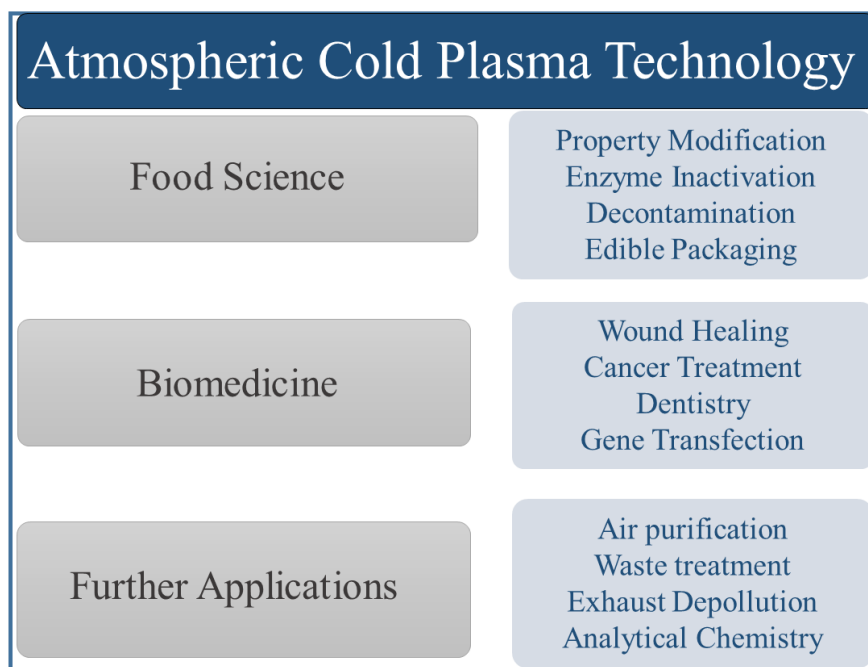 Atmospheric Cold Plasma Technology
Food Science
Property Modification
Enzyme Inactivation
Decontamination
Edible Packaging
Biomedicine
Wound Healing
Cancer Treatment
Dentistry
Gene Transfection
Further Applications
Air purification
Waste treatment
Exhaust Depollution
Analytical Chemistry